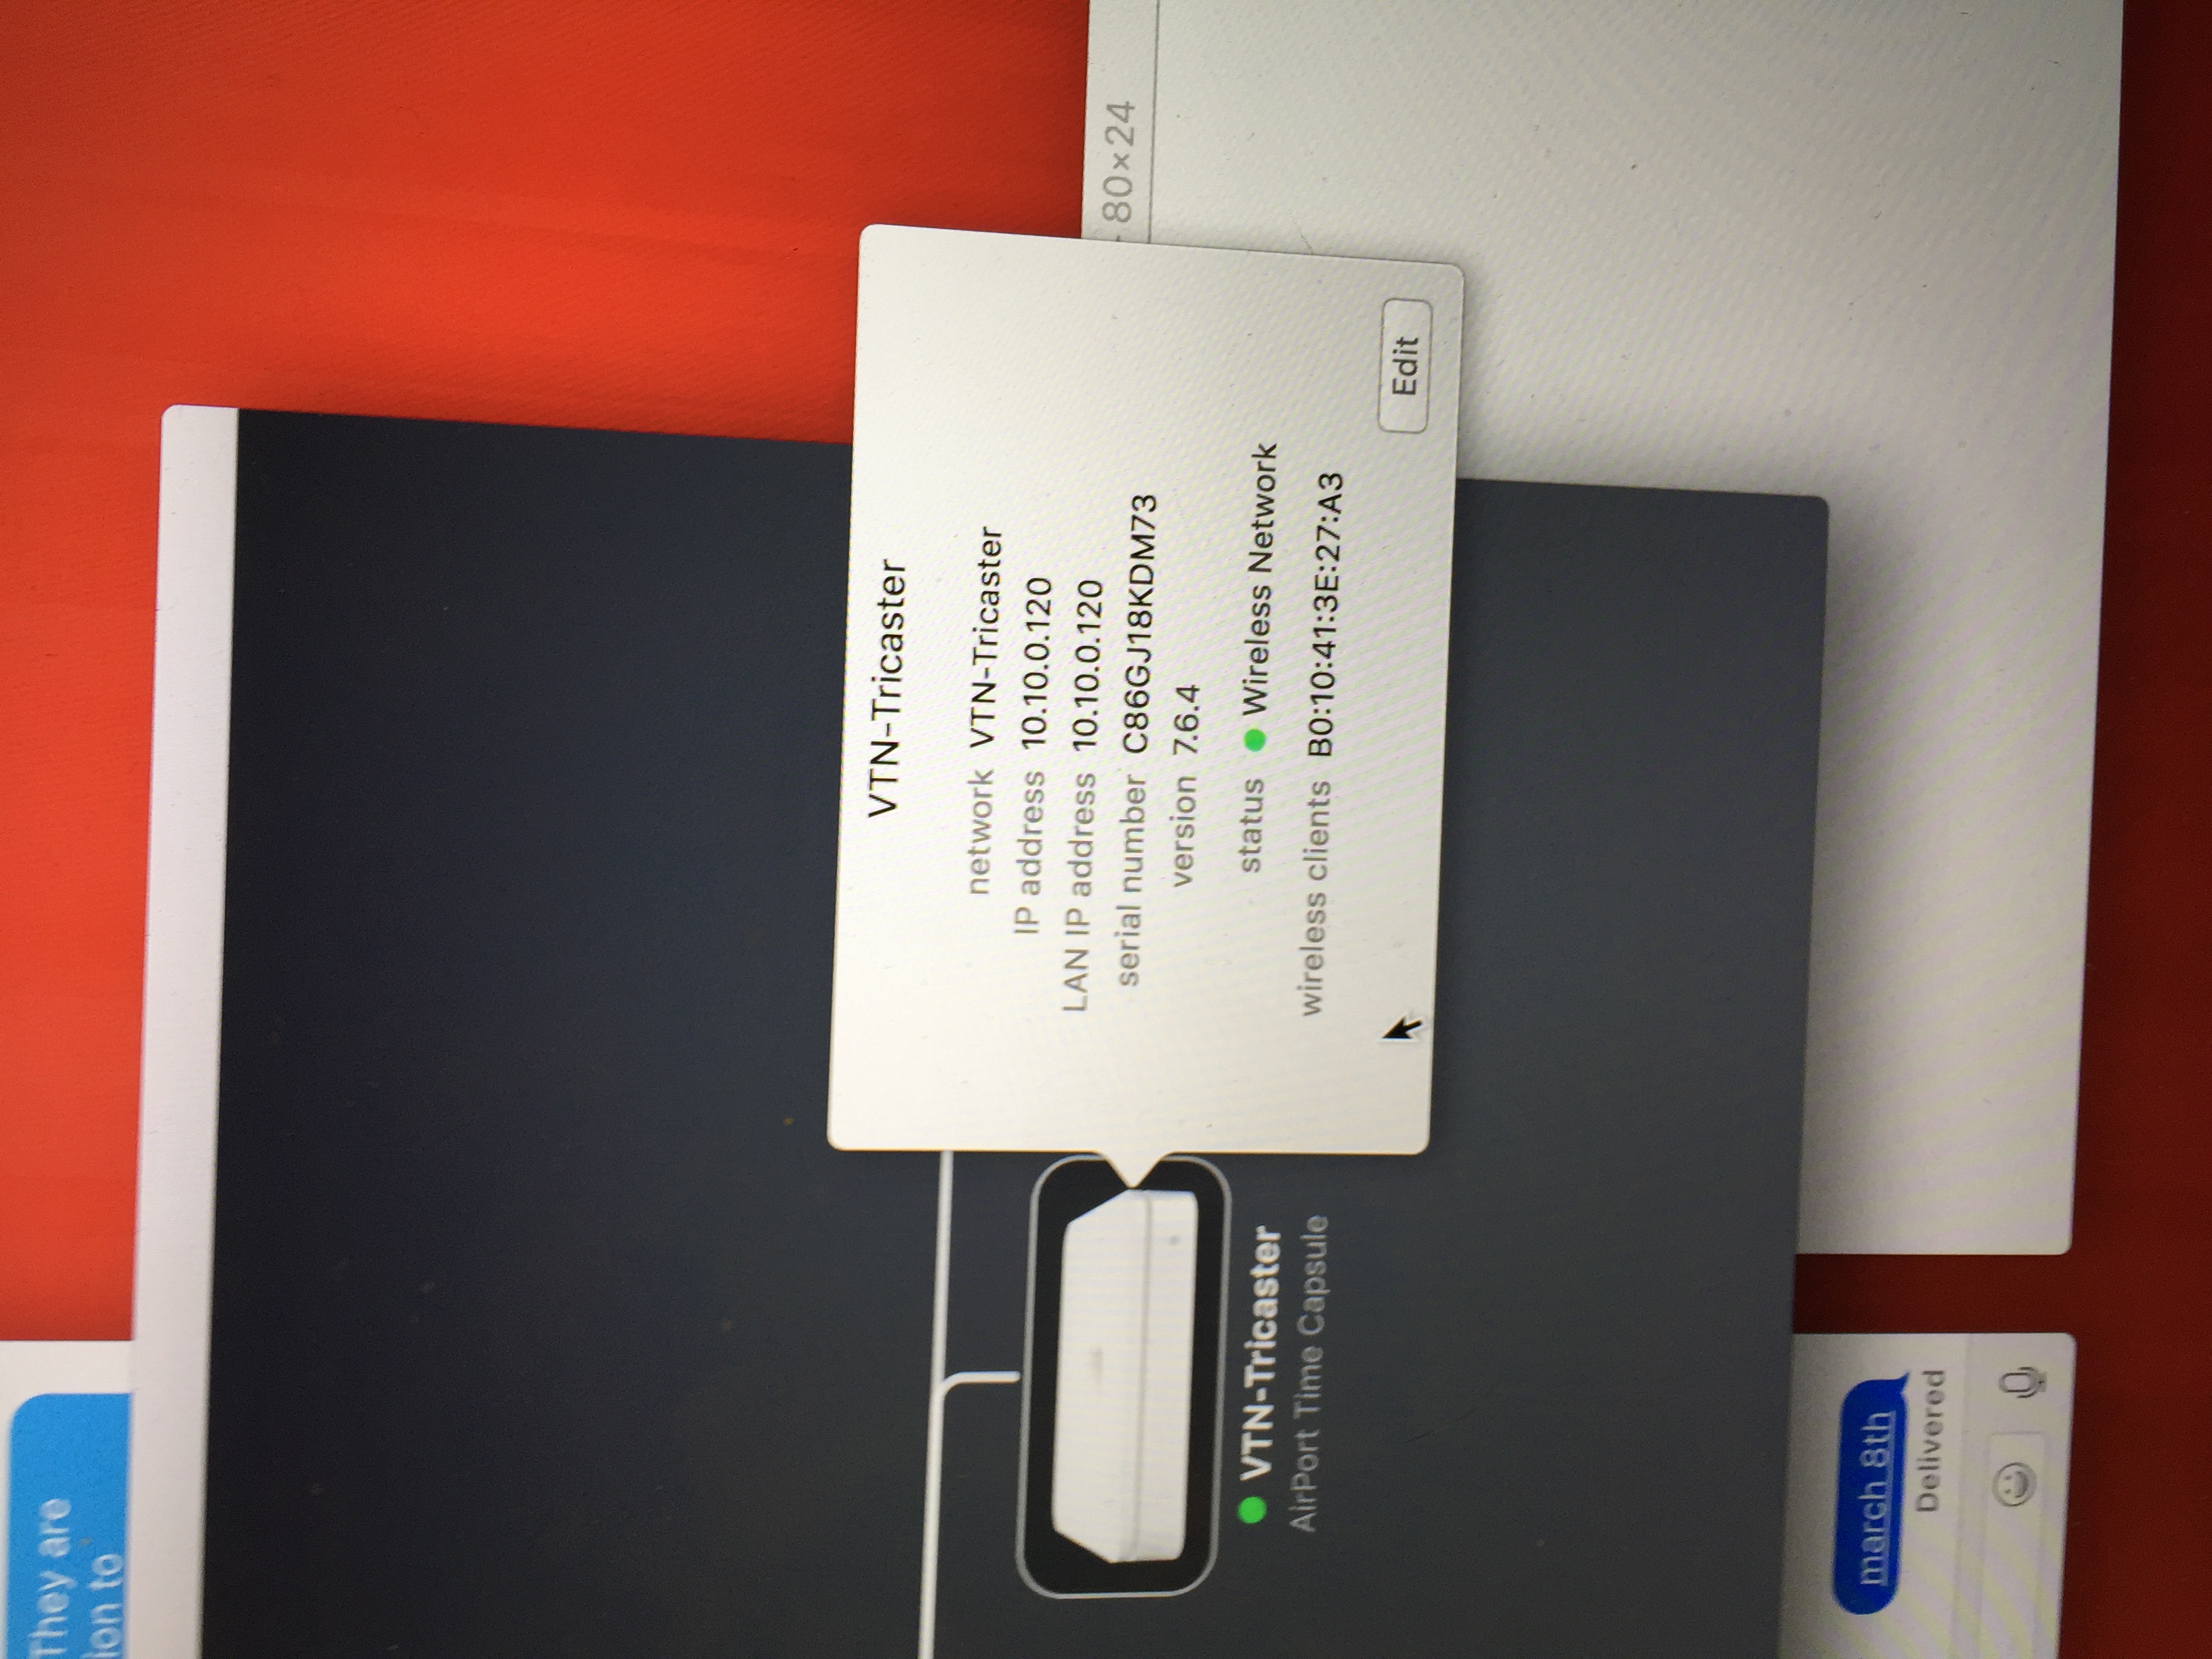 They are
ion to
VTN-Tricaster
network VTN-Tricaster
IP address 10.10.0.120
LAN IP address 10.10.0.120
serial number C86GJ18KDM73
version 7.6.4
status Wireless Network
wireless clients B0:10:41:3E:27:A3
Edit
VTN-Tricaster
AirPort Time Capsule
80×24
march 8th
Delivered